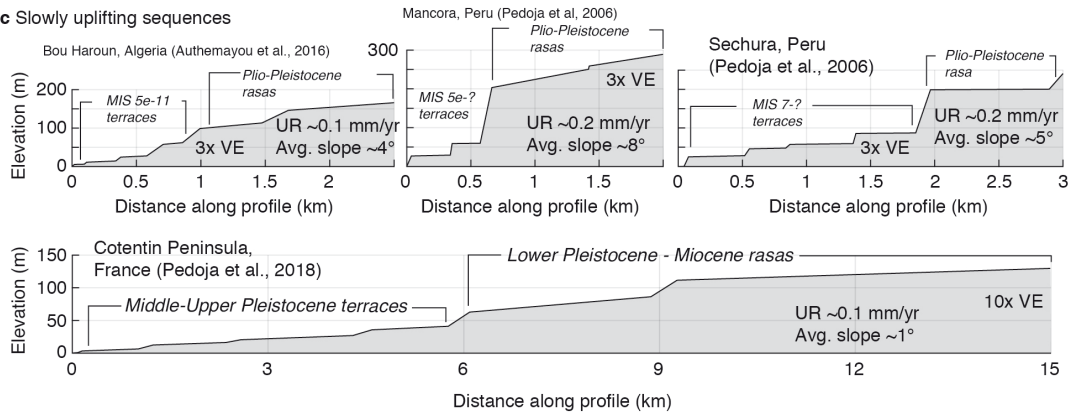 c Slowly uplifting sequences
Bou Haroun, Algeria (Authemayou et al., 2016)
Plio-Pleistocene
rasas
MIS 5e-11
terraces
UR ~0.1 mm/yr
Avg. slope ~4°
3x VE
Elevation (m)
200
100
0
0 0.5 1 1.5 2 2.5
Distance along profile (km)
Mancora, Peru (Pedoja et al, 2006)
Plio-Pleistocene
rasas
300
3x VE
MIS 5e-?
terraces
UR ~0.2 mm/yr
Avg. slope ~8°
0 0.5 1 1.5 2
Distance along profile (km)
Sechura, Peru
(Pedoja et al., 2006)
Plio-Pleistocene
rasa
MIS 7-?
terraces
UR ~0.2 mm/yr
Avg. slope ~5°
3x VE
0 0.5 1 1.5 2 2.5 3
Distance along profile (km)
Cotentin Peninsula,
France (Pedoja et al., 2018)
Lower Pleistocene - Miocene rasas
Middle-Upper Pleistocene terraces
10x VE
UR ~0.1 mm/yr
Avg. slope ~1°
Elevation (m)
150
100
50
0
0 3 6 9 12 15
Distance along profile (km)